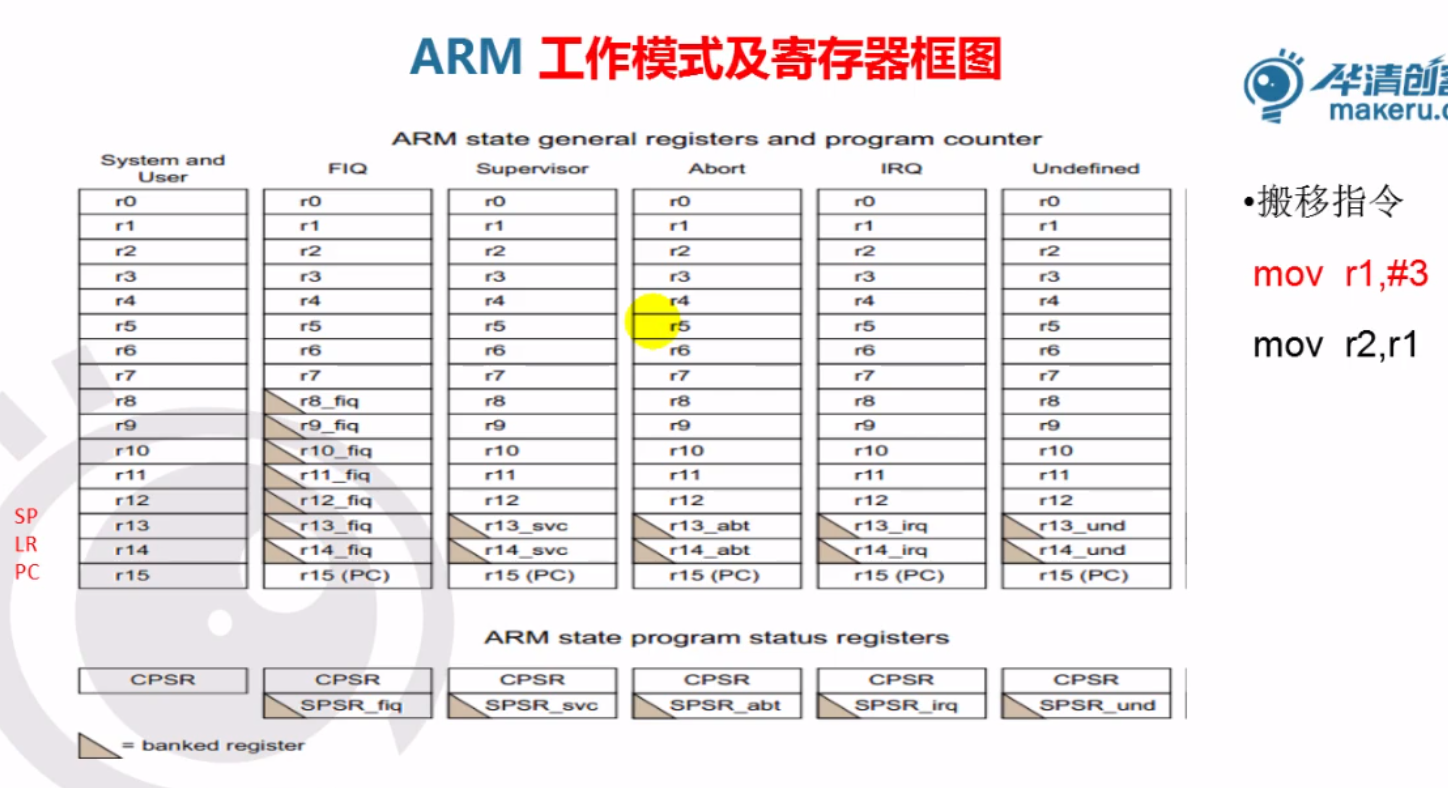 ARM 工作模式及寄存器框图
华清创客
makeru.c
ARM state general registers and program counter
System and User FIQ Supervisor Abort IRQ Undefined
r0 r0 r0 r0 r0 r0
r1 r1 r1 r1 r1 r1
r2 r2 r2 r2 r2 r2
r3 r3 r3 r3 r3 r3
r4 r4 r4 r4 r4 r4
r5 r5 r5 r5 r5 r5
r6 r6 r6 r6 r6 r6
r7 r7 r7 r7 r7 r7
r8 r8_fiq r8 r8 r8 r8
r9 r9_fiq r9 r9 r9 r9
r10 r10_fiq r10 r10 r10 r10
r11 r11_fiq r11 r11 r11 r11
r12 r12_fiq r12 r12 r12 r12
SP r13 r13_fiq r13_svc r13_abt r13_irq r13_und
LR r14 r14_fiq r14_svc r14_abt r14_irq r14_und
PC r15 r15 (PC) r15 (PC) r15 (PC) r15 (PC) r15 (PC)
ARM state program status registers
CPSR CPSR CPSR CPSR CPSR CPSR
SPSR_fiq SPSR_svc SPSR_abt SPSR_irq SPSR_und
= banked register
•搬移指令
mov r1,#3
mov r2,r1